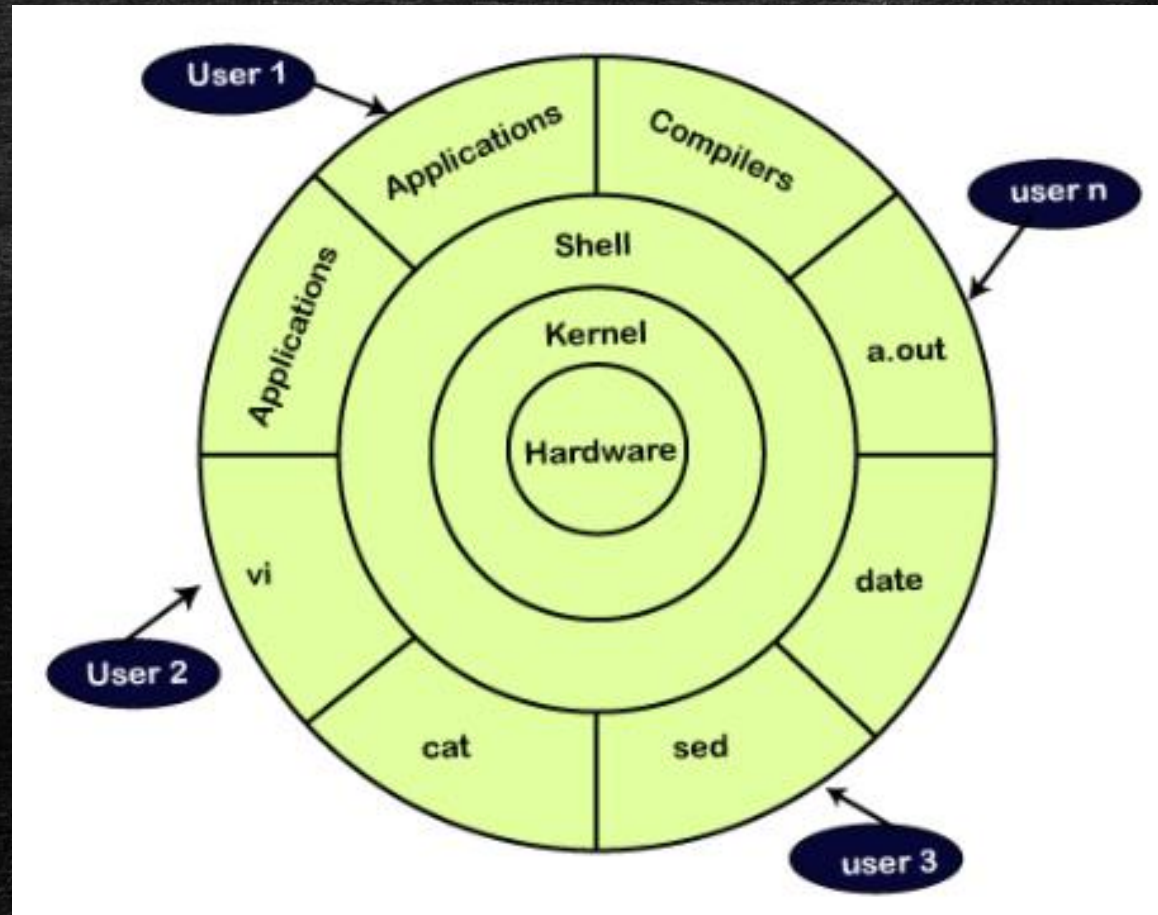 User 1
Applications
Compilers
user n
Shell
Applications
Kernel
a.out
Hardware
vi
date
User 2
cat
sed
user 3